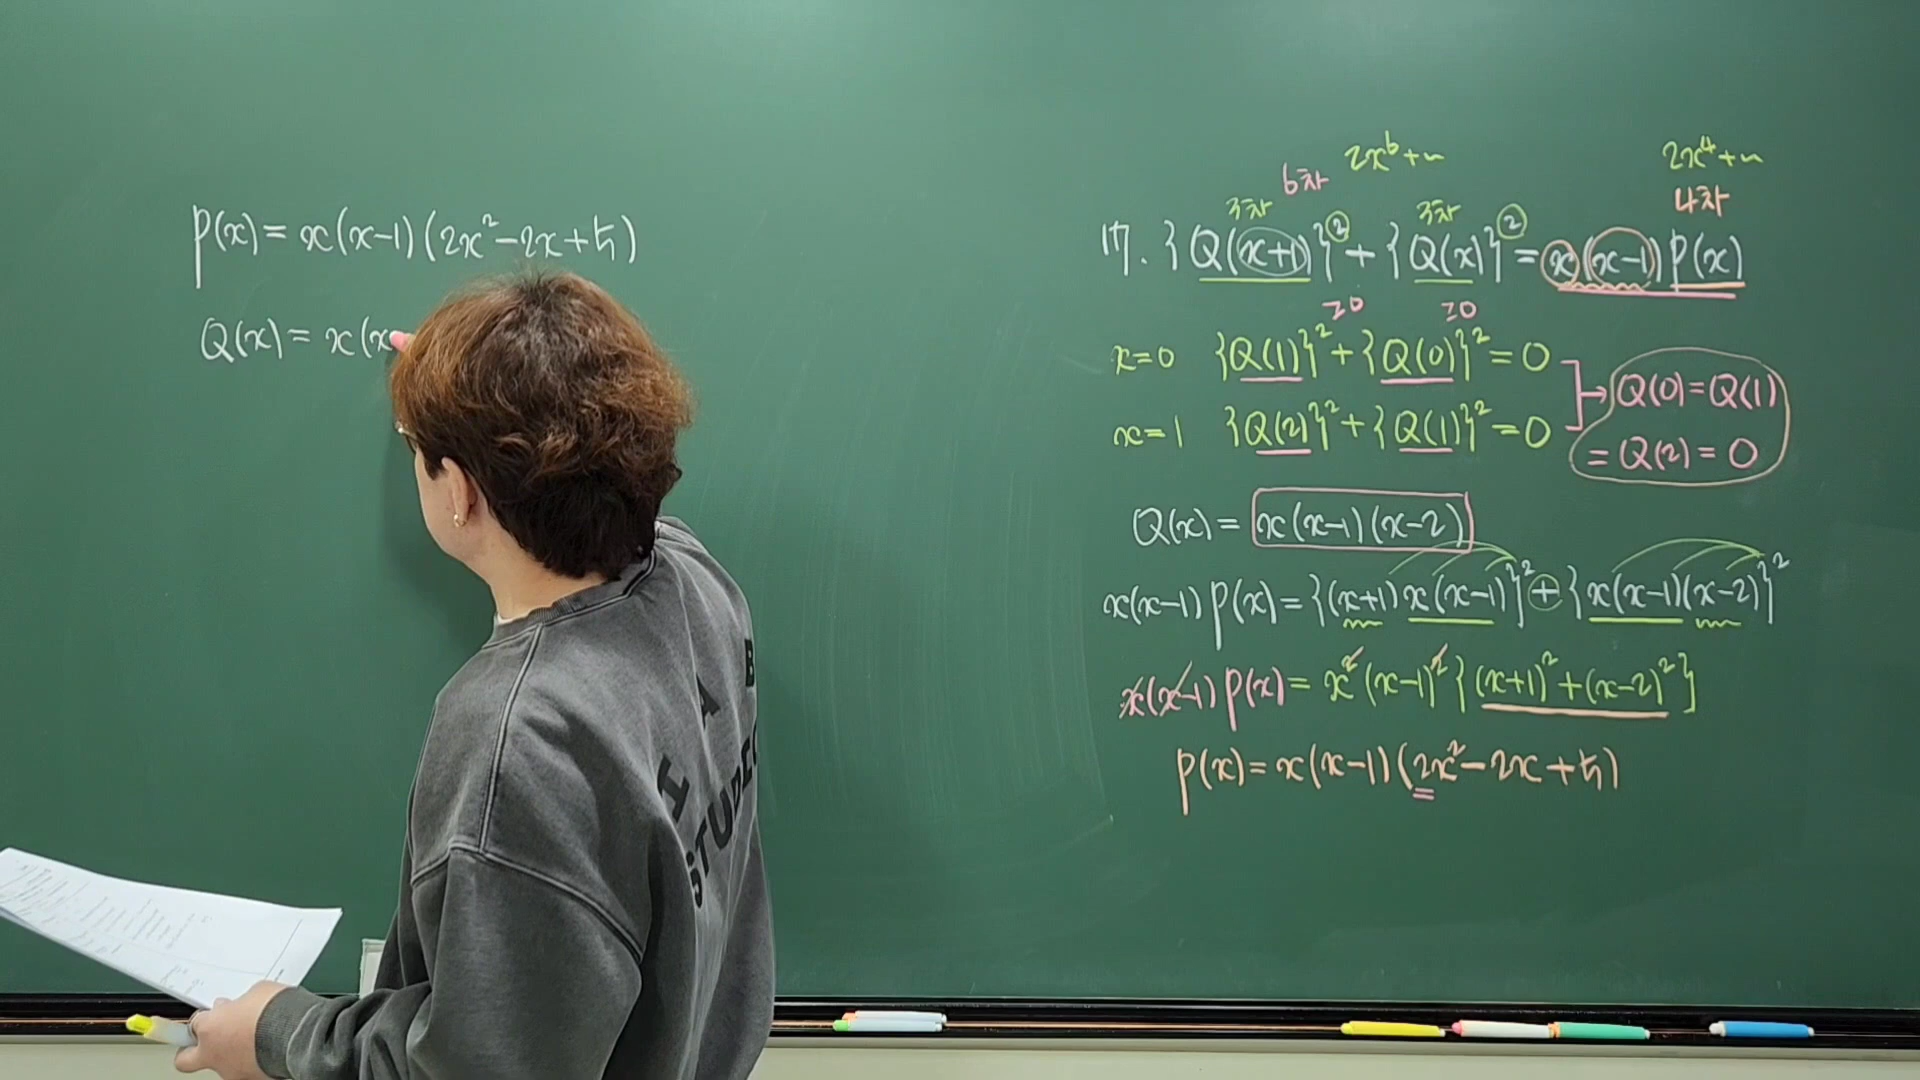 P(x) = x(x-1)(2x²-2x+5)
Q(x) = x(x
2x⁶+~
2x⁴+~
6차
4차
3차
3차
17. {Q(x+1)}² + {Q(x)}² = x(x-1)P(x)
≥0
≥0
x=0 {Q(1)}² + {Q(0)}² = 0
x=1 {Q(2)}² + {Q(1)}² = 0
→ Q(0)=Q(1)
= Q(2) = 0
Q(x) = x(x-1)(x-2)
x(x-1)P(x) = {(x+1)x(x-1)}² + {x(x-1)(x-2)}²
x(x-1)P(x) = x²(x-1)²{(x+1)²+(x-2)²}
P(x) = x(x-1)(2x²-2x+5)